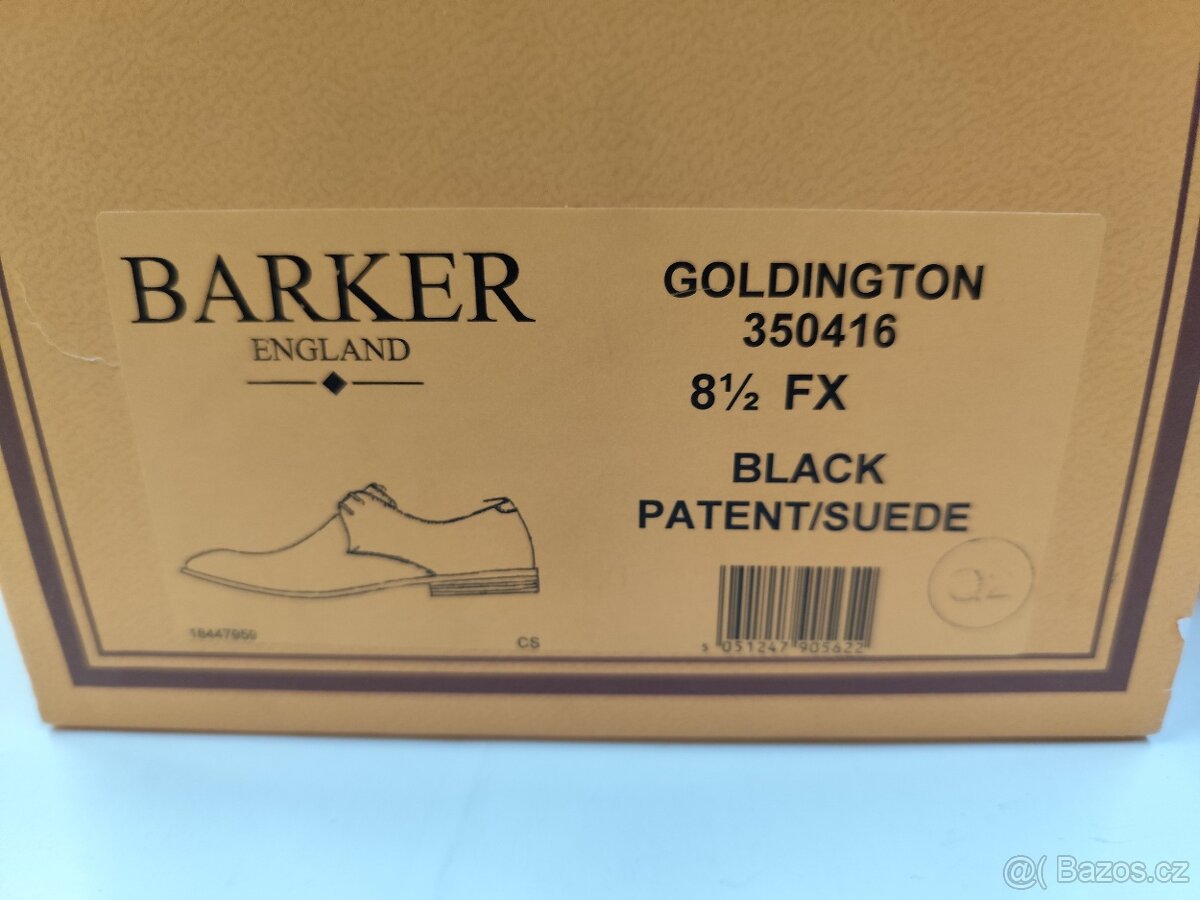 BARKER
ENGLAND
GOLDINGTON
350416
8½ FX
BLACK
PATENT/SUEDE
18447959
CS
5 051247 905622
@( Bazos.cz